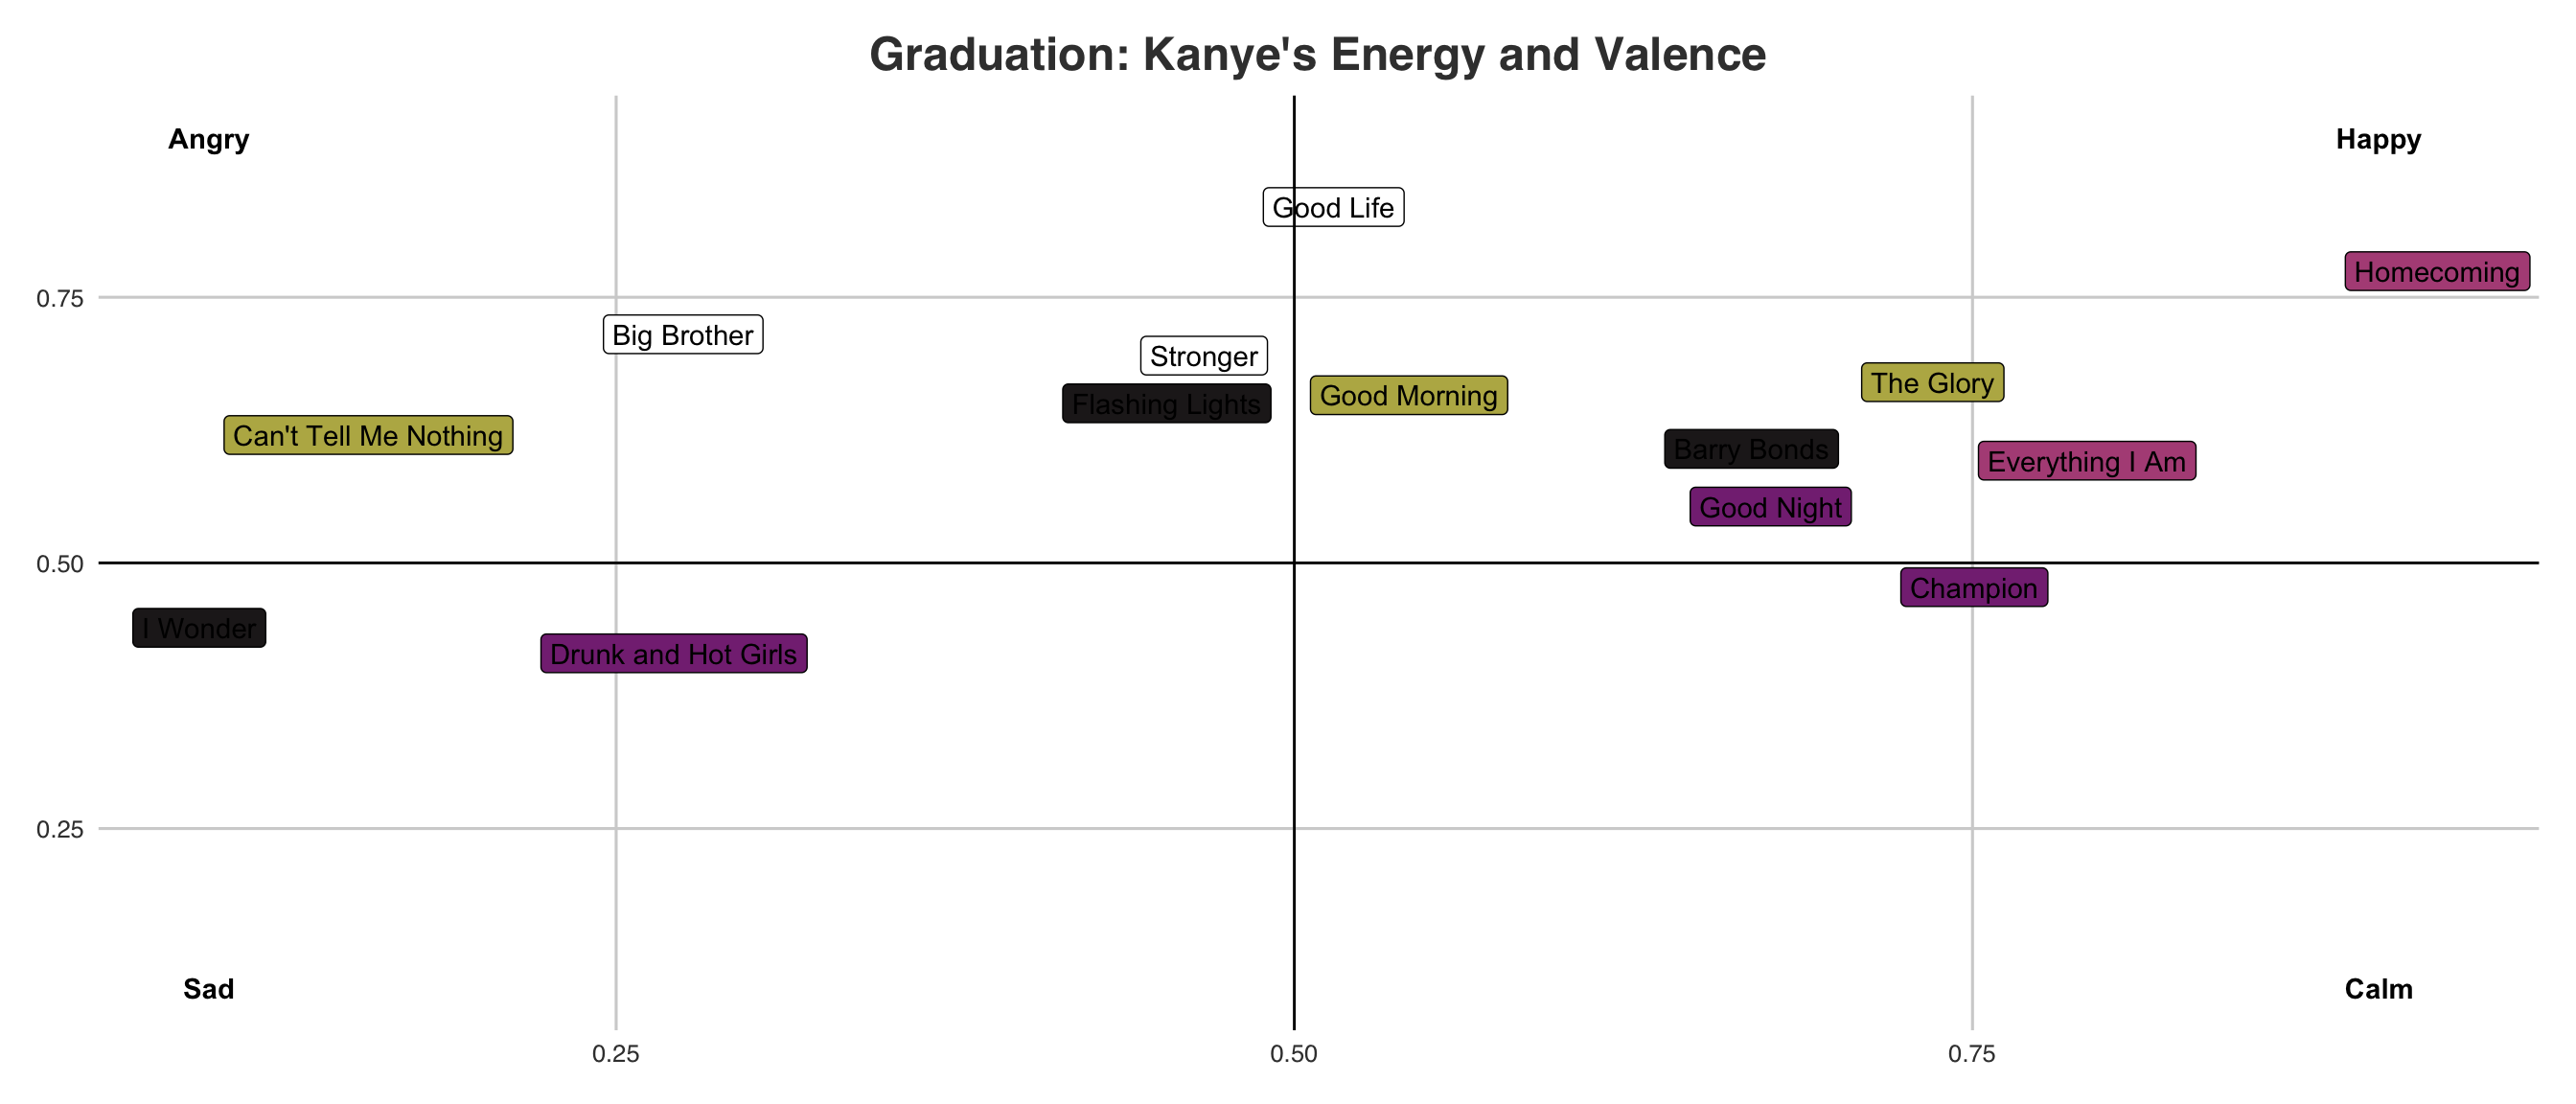 Graduation: Kanye's Energy and Valence
Angry
Happy
Good Life
Homecoming
0.75
Big Brother
Stronger
The Glory
Good Morning
Flashing Lights
Can't Tell Me Nothing
Barry Bonds
Everything I Am
Good Night
0.50
Champion
I Wonder
Drunk and Hot Girls
0.25
Sad
Calm
0.25
0.50
0.75